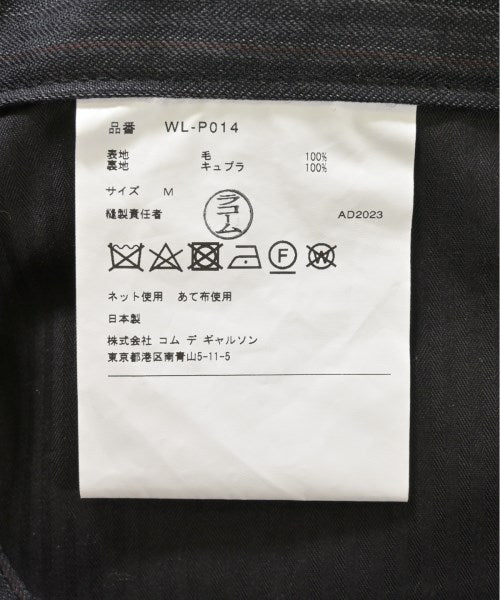 品番 WL-P014
表地 毛 100%
裏地 キュプラ 100%
サイズ M
縫製責任者 ラコーム AD2023
F W
ネット使用 あて布使用
日本製
株式会社 コム デ ギャルソン
東京都港区南青山5-11-5